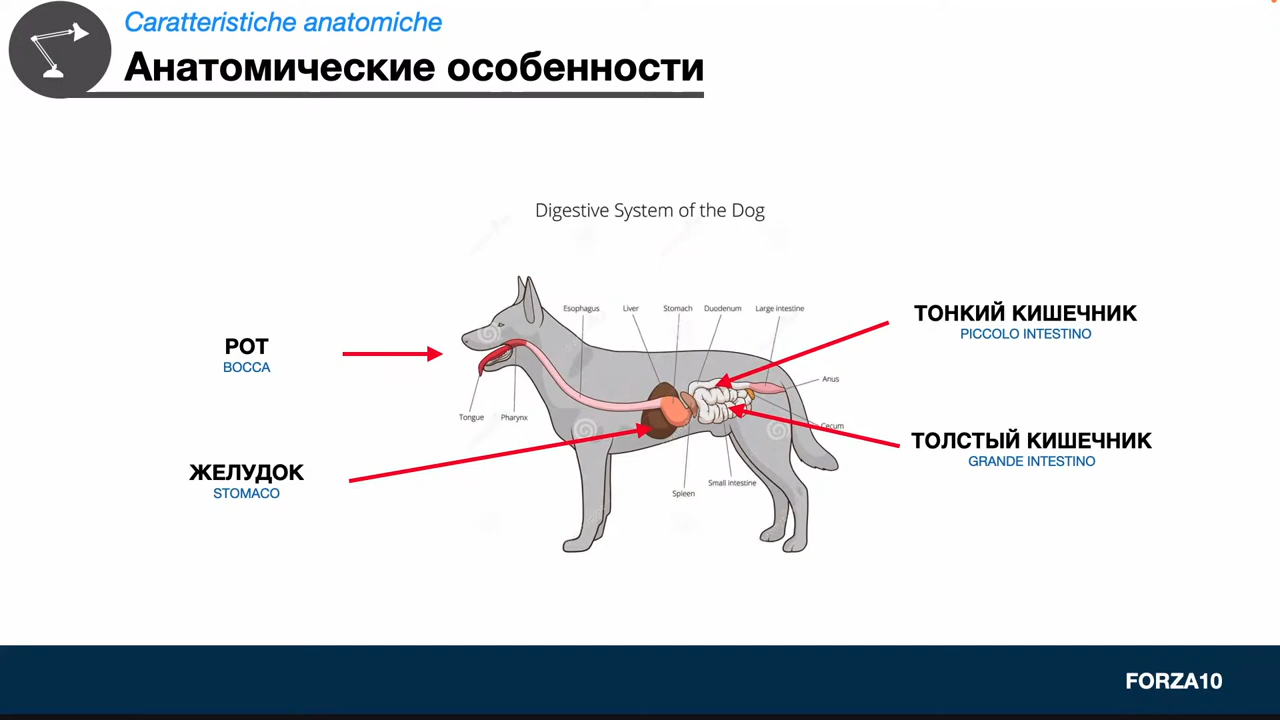 Caratteristiche anatomiche
Анатомические особенности
Digestive System of the Dog
Esophagus
Liver
Stomach
Duodenum
Large intestine
Anus
Cecum
Tongue
Pharynx
Spleen
Small intestine
РОТ
BOCCA
ЖЕЛУДОК
STOMACO
ТОНКИЙ КИШЕЧНИК
PICCOLO INTESTINO
ТОЛСТЫЙ КИШЕЧНИК
GRANDE INTESTINO
FORZA10